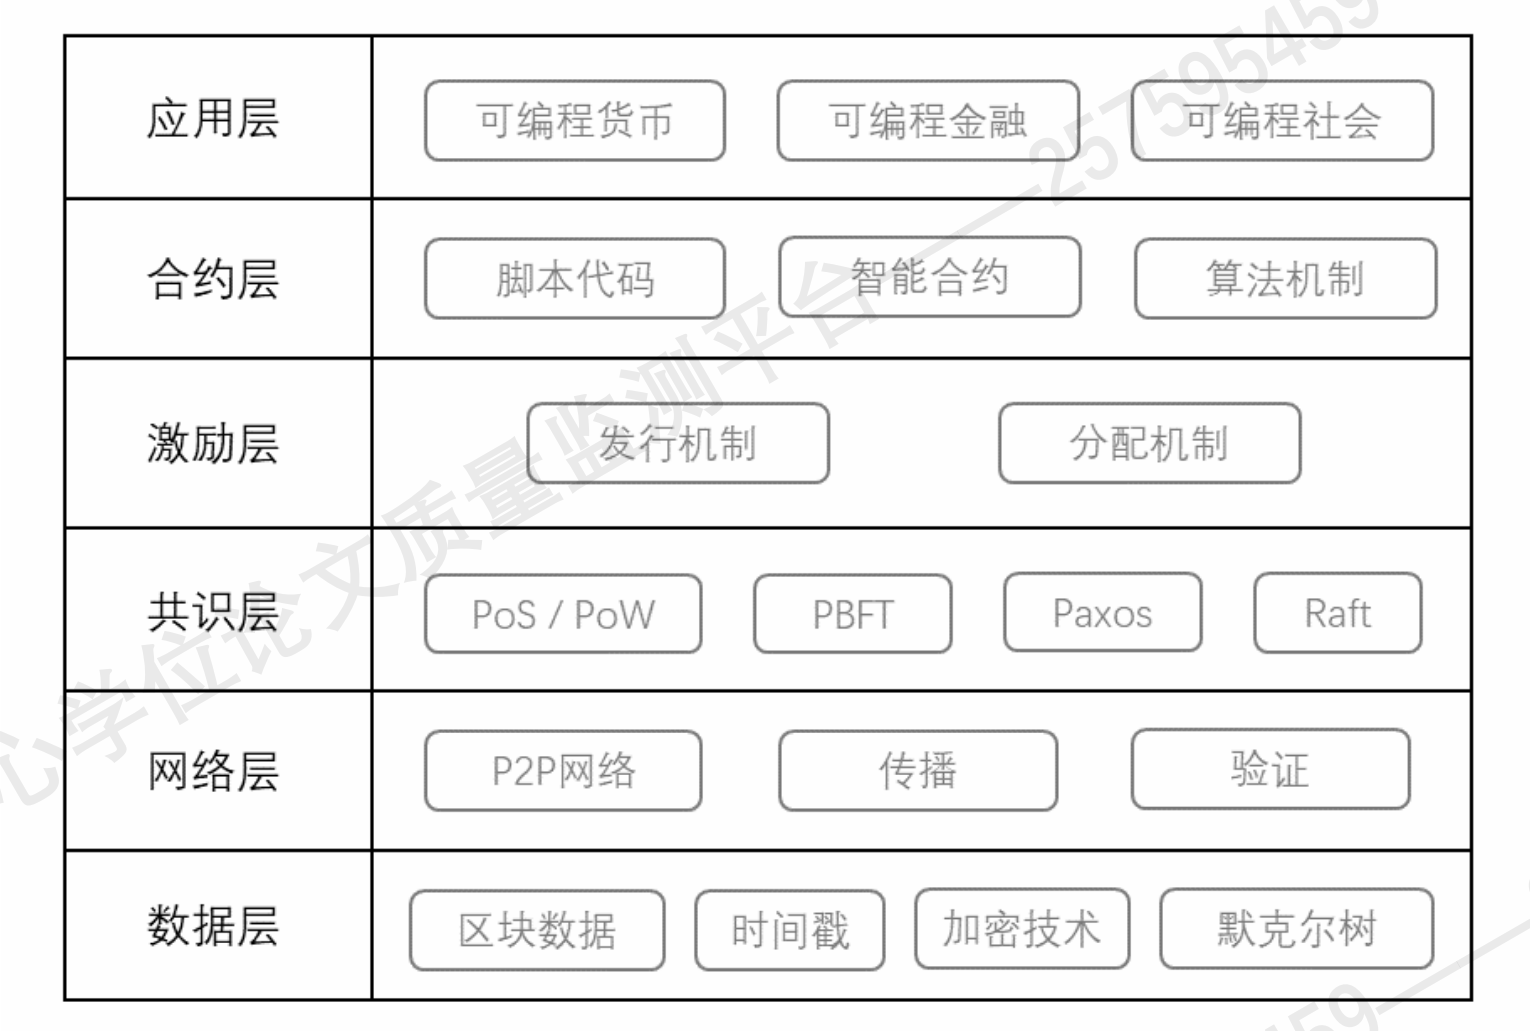 应用层 可编程货币 可编程金融 可编程社会
合约层 脚本代码 智能合约 算法机制
激励层 发行机制 分配机制
共识层 PoS / PoW PBFT Paxos Raft
网络层 P2P网络 传播 验证
数据层 区块数据 时间戳 加密技术 默克尔树
心学位论文质量监测平台——257595459
459——